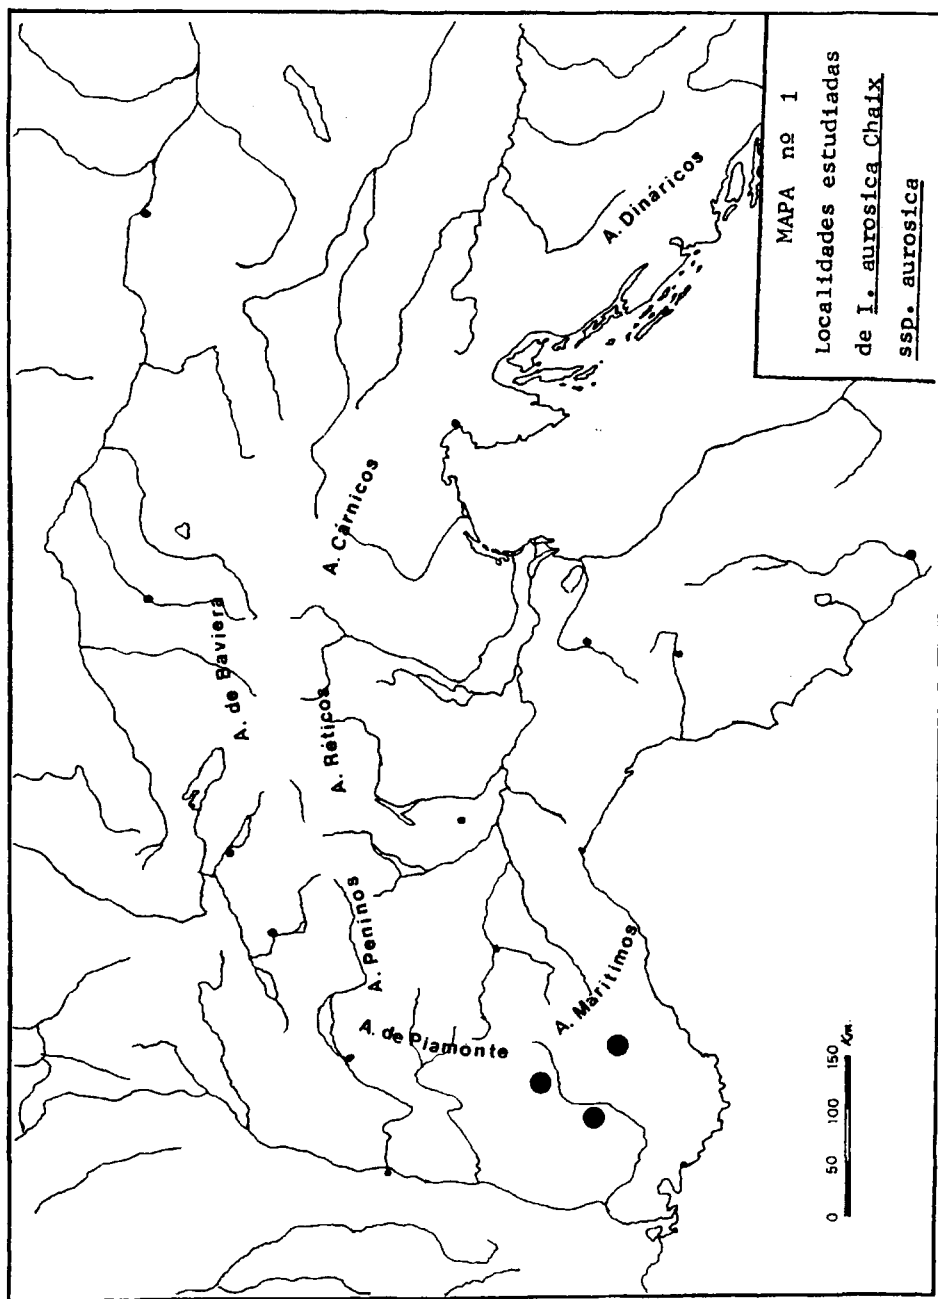 MAPA nº 1
Localidades estudiadas
de I. aurosica Chaix
ssp. aurosica
A. Dináricos
A. Cárnicos
A. de Baviera
A. Réticos
A. Peninos
A. de Piamonte
A. Marítimos
0 50 100 150 Km.